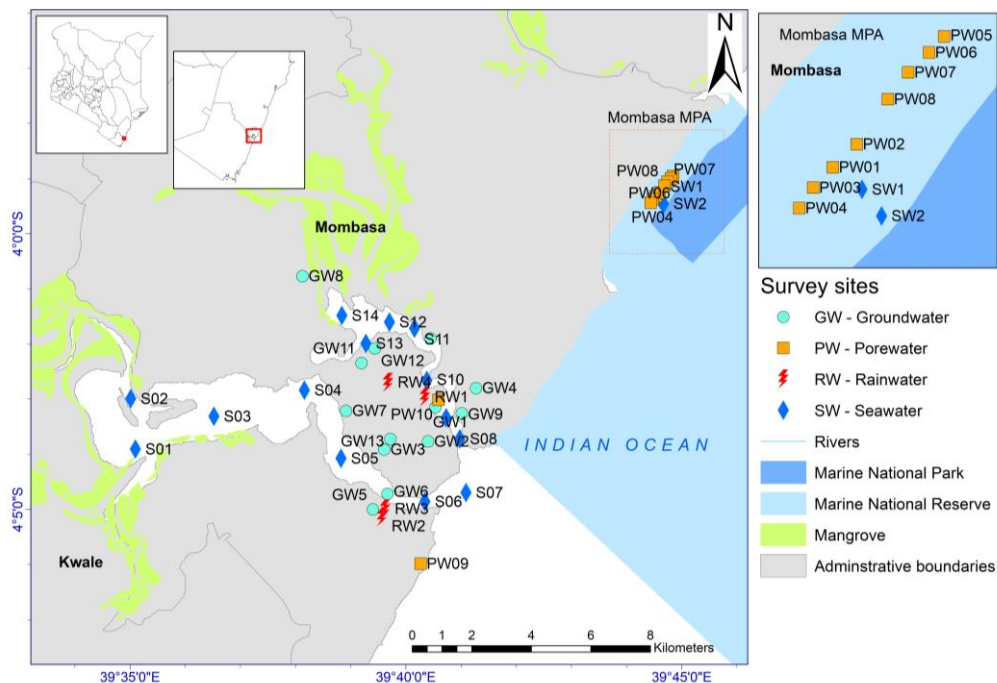 Mombasa MPA
PW05
PW06
Mombasa
PW07
PW08
PW02
PW01
PW03
SW1
PW04
SW2
N
Mombasa MPA
PW08
PW07
SW1
PW06
SW2
PW04
4°0'0"S
Mombasa
GW8
S14
S12
S13
S11
GW11
GW12
S10
RW4
S04
RW1
GW4
S02
GW7
PW10
GW9
S03
GW1
GW13
GW2
S08
INDIAN OCEAN
S01
GW3
S05
GW5
GW6
S07
S06
4°5'0"S
RW3
RW2
Kwale
PW09
0 1 2 4 6 8
Kilometers
39°35'0"E
39°40'0"E
39°45'0"E
Survey sites
GW - Groundwater
PW - Porewater
RW - Rainwater
SW - Seawater
Rivers
Marine National Park
Marine National Reserve
Mangrove
Adminstrative boundaries